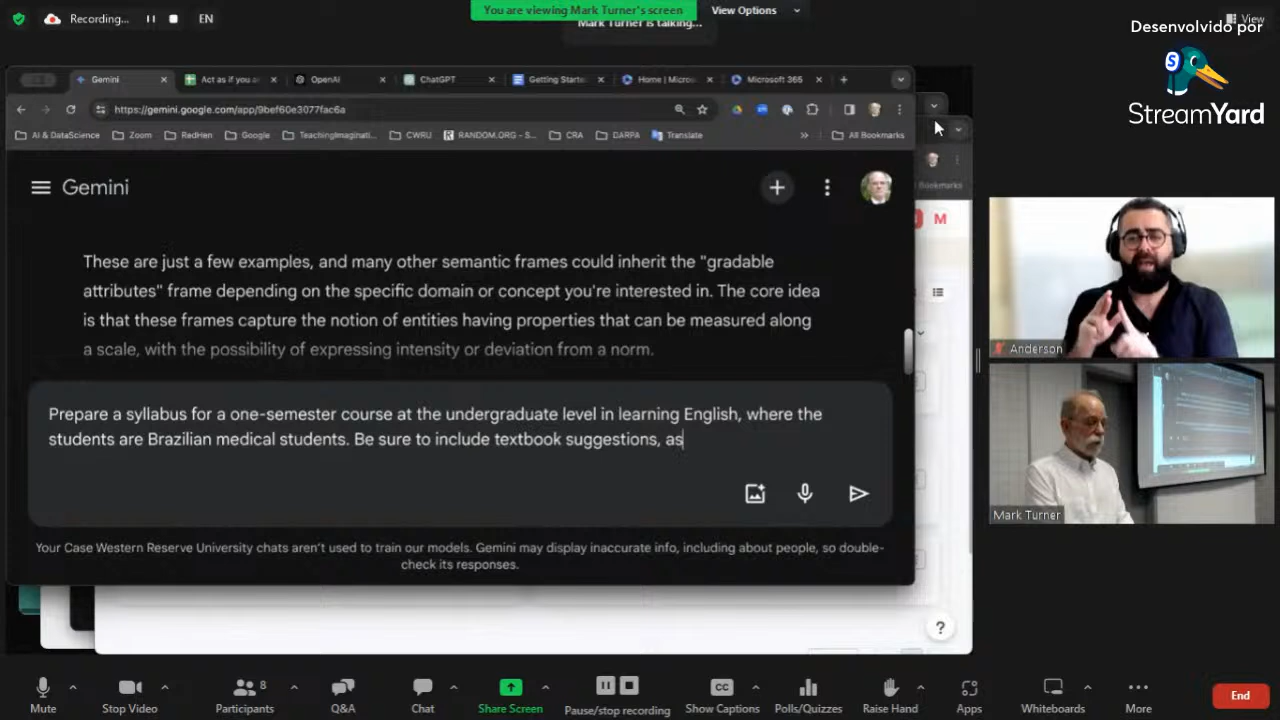 Recording...
EN
You are viewing Mark Turner's screen
View Options
Mark Turner is talking...
View
Desenvolvido por
StreamYard
Gemini
Act as if you a
OpenAI
ChatGPT
Getting Starte
Home | Micro
Microsoft 365
https://gemini.google.com/app/9bef60e3077fac6a
AI & DataScience
Zoom
RedHen
Google
TeachingImaginati...
CWRU
RANDOM.ORG - S...
CRA
DARPA
Translate
All Bookmarks
Bookmarks
Gemini
M
These are just a few examples, and many other semantic frames could inherit the "gradable
attributes" frame depending on the specific domain or concept you're interested in. The core idea
is that these frames capture the notion of entities having properties that can be measured along
a scale, with the possibility of expressing intensity or deviation from a norm.
Prepare a syllabus for a one-semester course at the undergraduate level in learning English, where the
students are Brazilian medical students. Be sure to include textbook suggestions, as
Your Case Western Reserve University chats aren't used to train our models. Gemini may display inaccurate info, including about people, so double-
check its responses.
Anderson
Mark Turner
?
Mute
Stop Video
8
Participants
Q&A
Chat
Share Screen
Pause/stop recording
CC
Show Captions
Polls/Quizzes
Raise Hand
Apps
Whiteboards
More
End